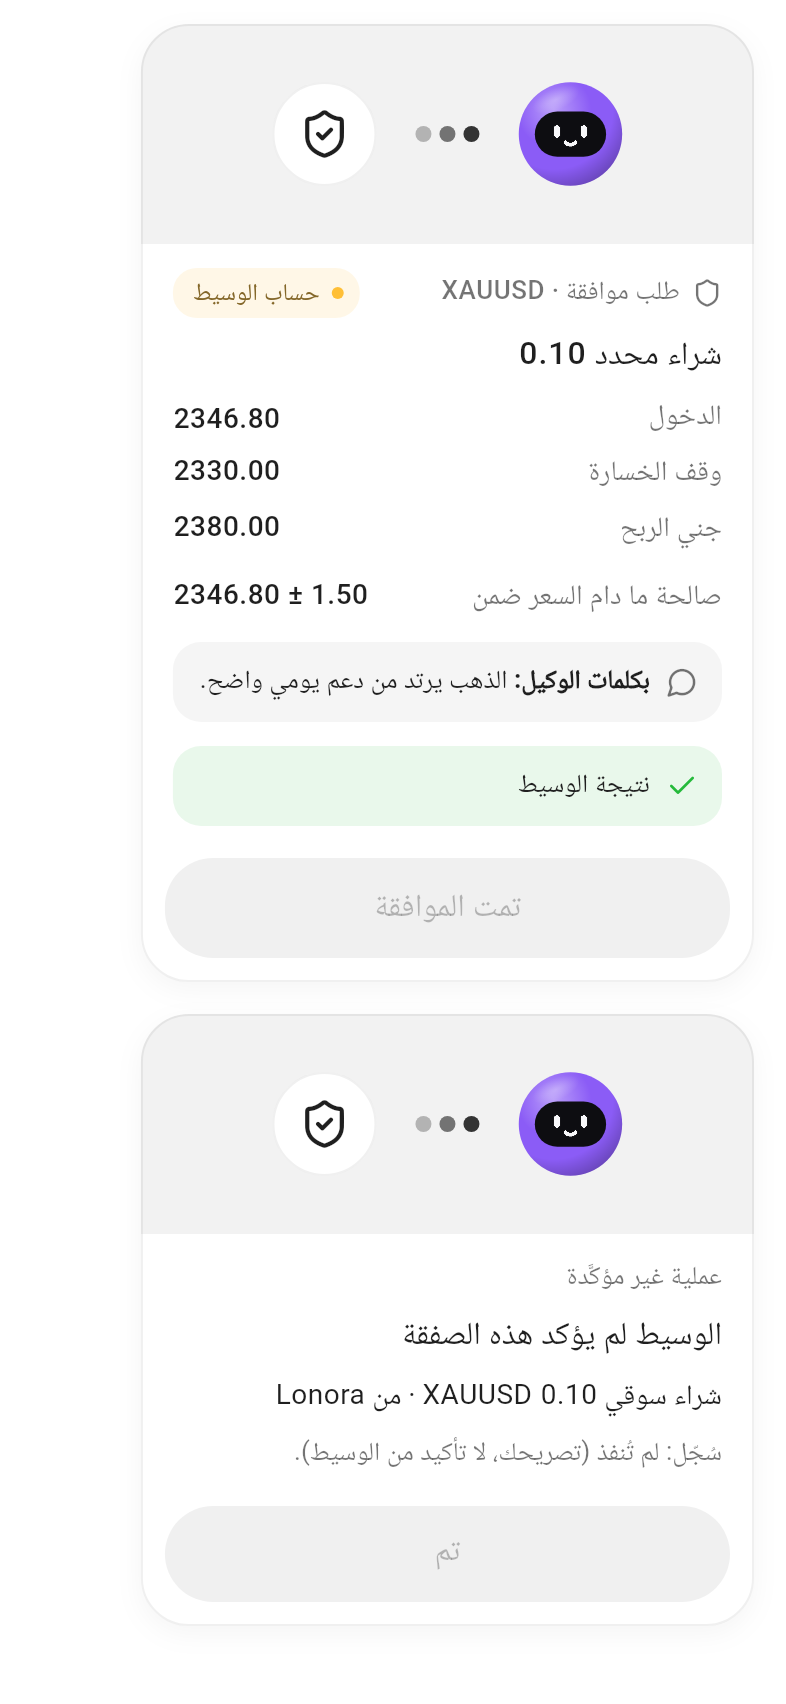 طلب موافقة · XAUUSD
حساب الوسيط
شراء محدد 0.10
الدخول 2346.80
وقف الخسارة 2330.00
جني الربح 2380.00
صالحة ما دام السعر ضمن 2346.80 ± 1.50
بكلمات الوكيل: الذهب يرتد من دعم يومي واضح.
نتيجة الوسيط
تمت الموافقة
عملية غير مؤكَّدة
الوسيط لم يؤكد هذه الصفقة
شراء سوقي 0.10 XAUUSD · من Lonora
سُجّل: لم تُنفذ (تصريحك، لا تأكيد من الوسيط).
تم